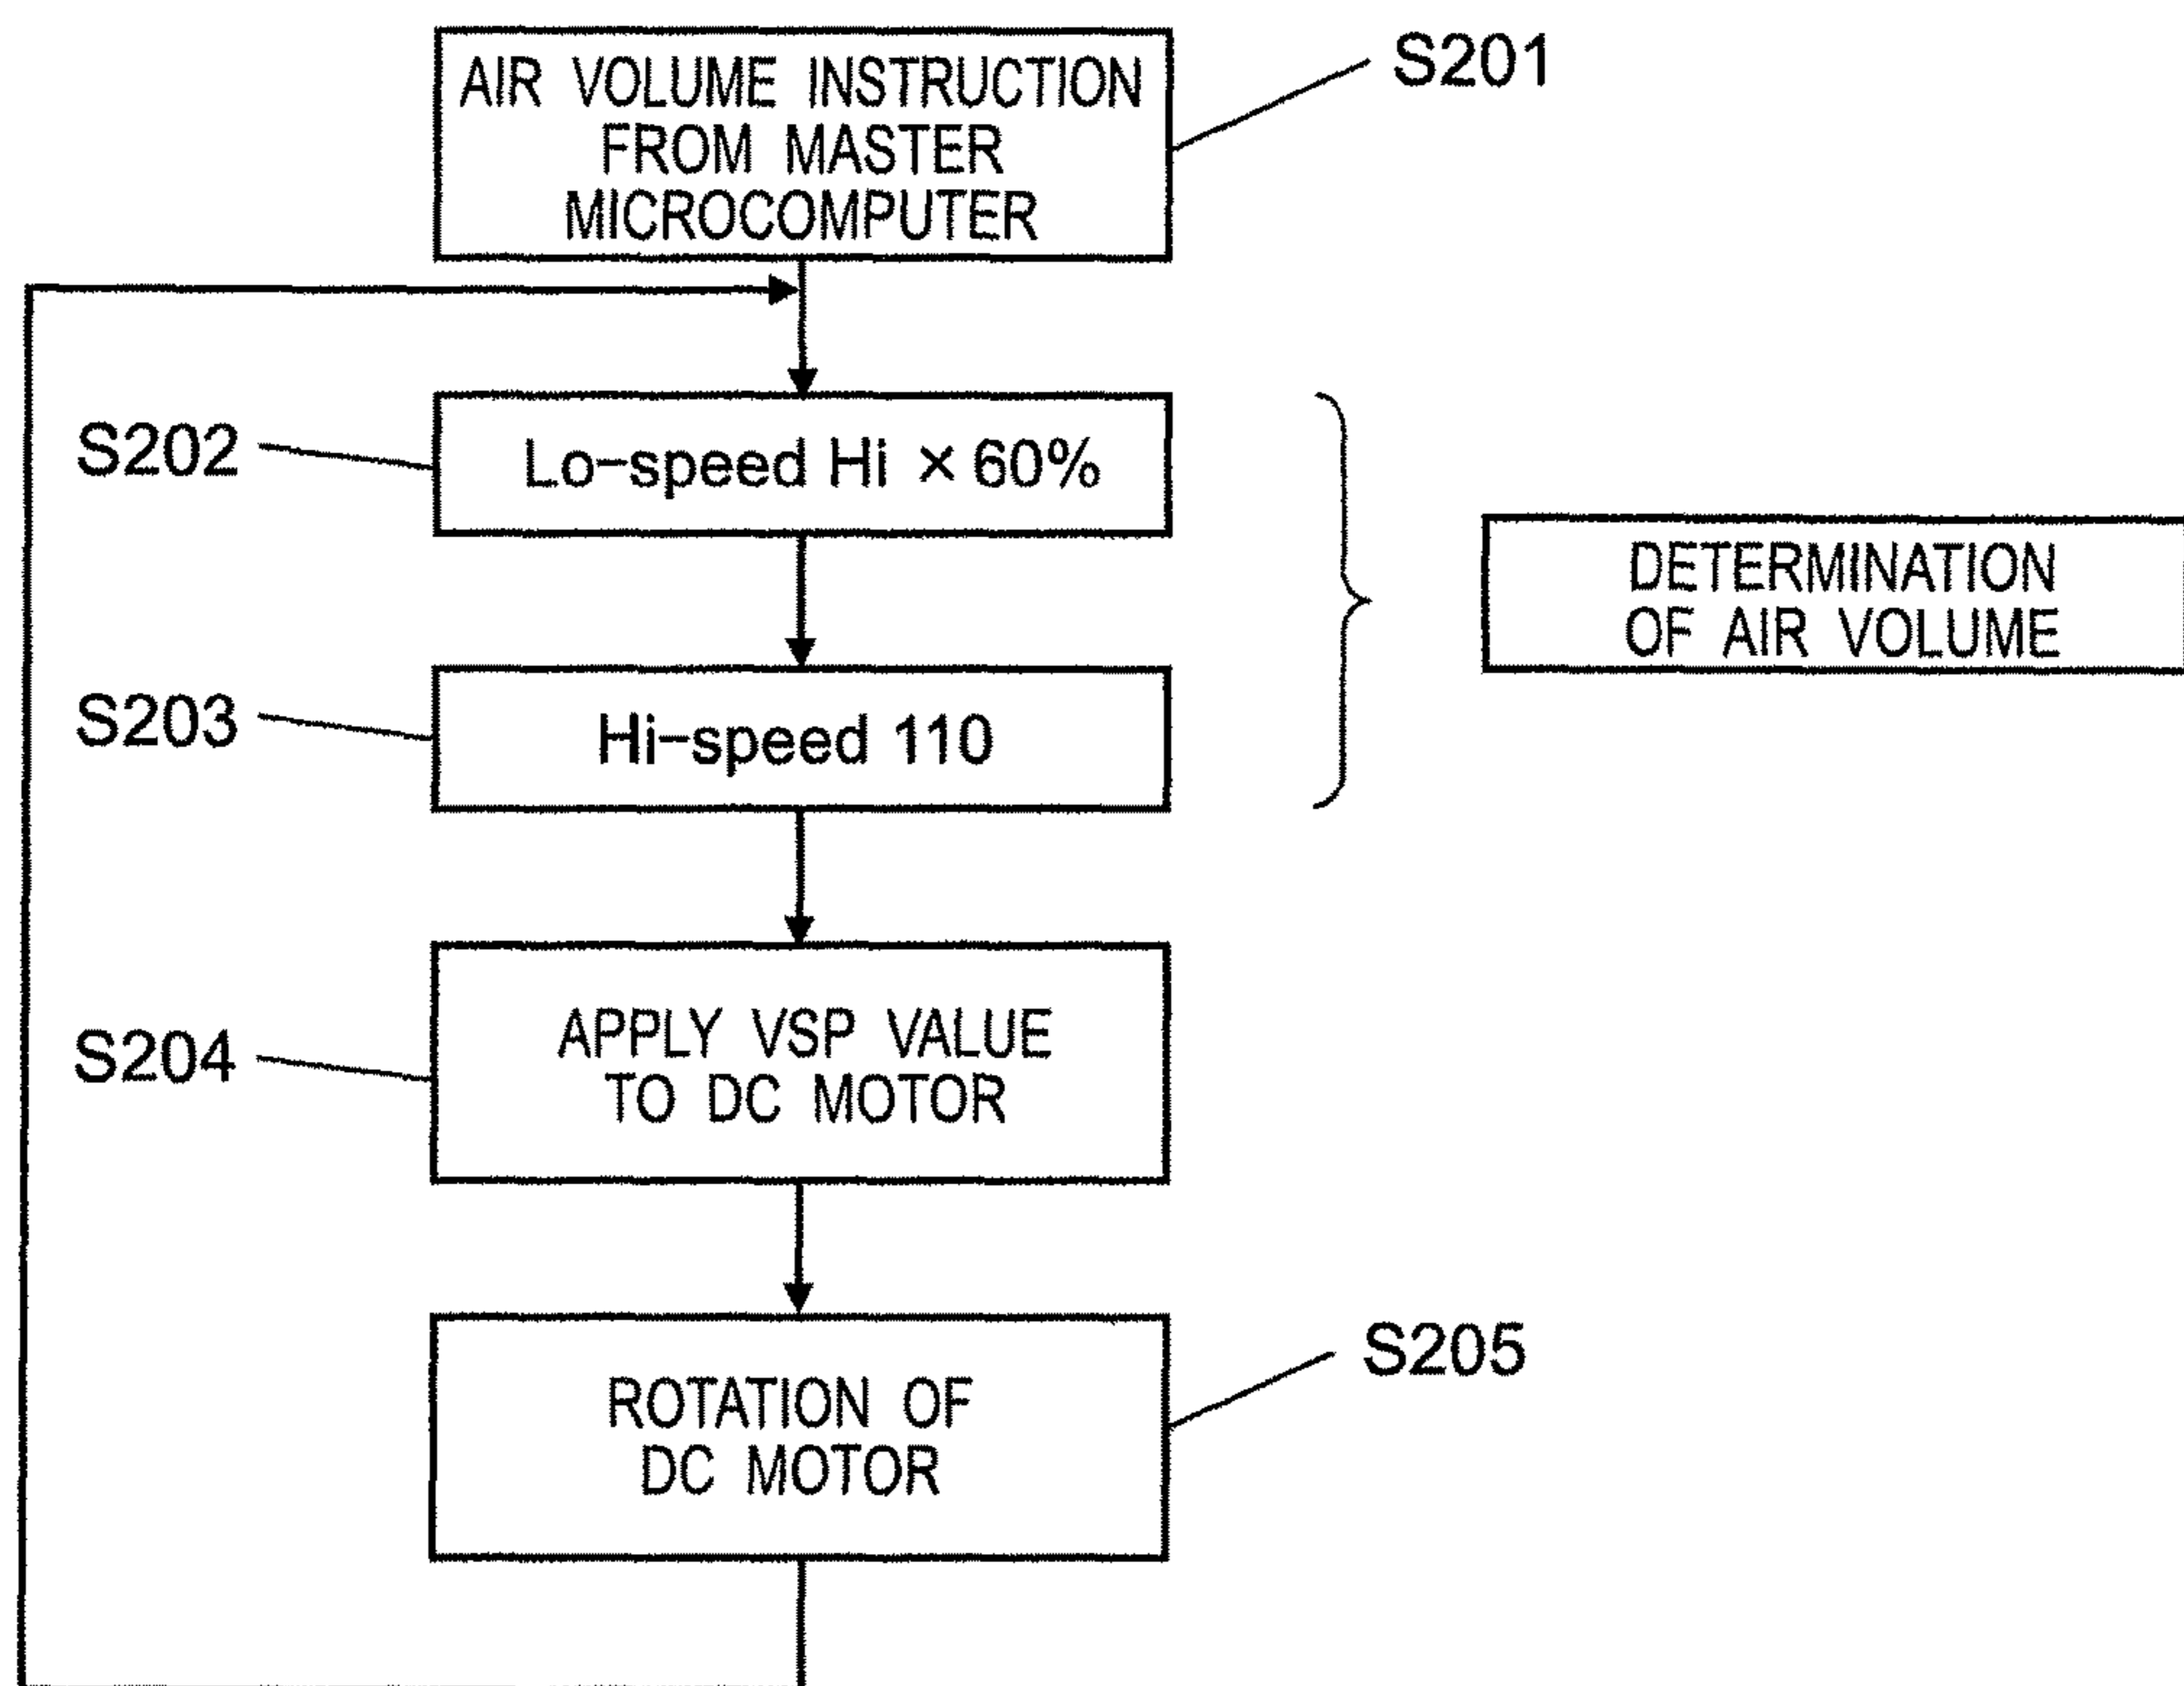 AIR VOLUME INSTRUCTION
FROM MASTER
MICROCOMPUTER
S201
S202
Lo-speed Hi × 60%
DETERMINATION
OF AIR VOLUME
S203
Hi-speed 110
S204
APPLY VSP VALUE
TO DC MOTOR
S205
ROTATION OF
DC MOTOR